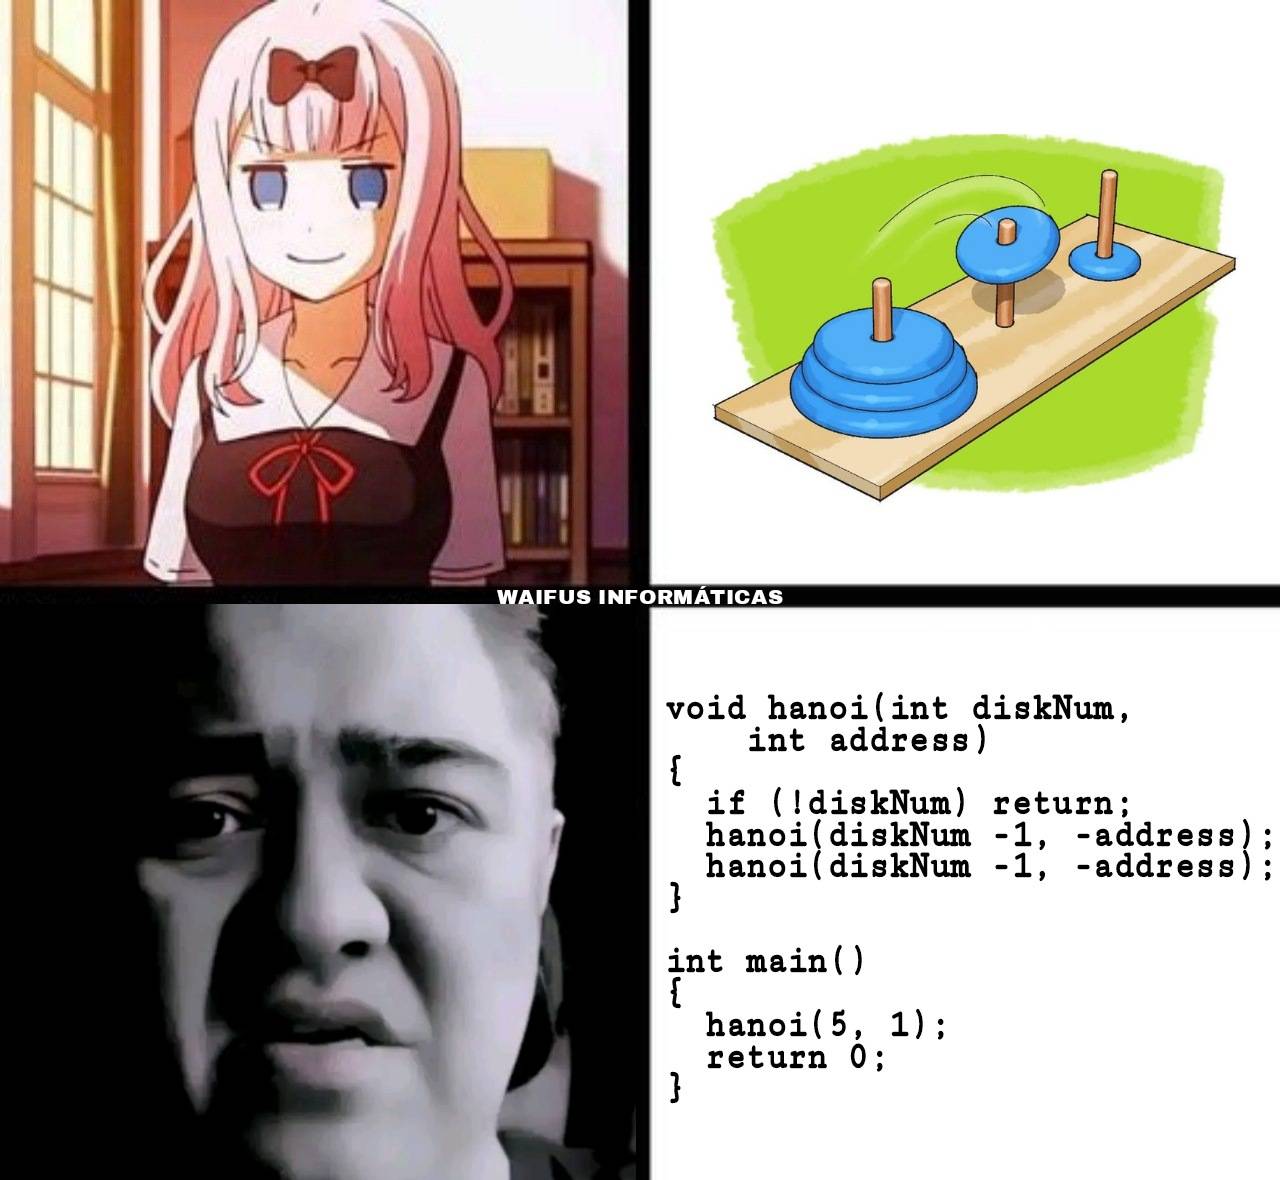 WAIFUS INFORMÁTICAS
void hanoi(int diskNum,
int address)
{
if (!diskNum) return;
hanoi(diskNum -1, -address);
hanoi(diskNum -1, -address);
}
int main()
{
hanoi(5, 1);
return 0;
}